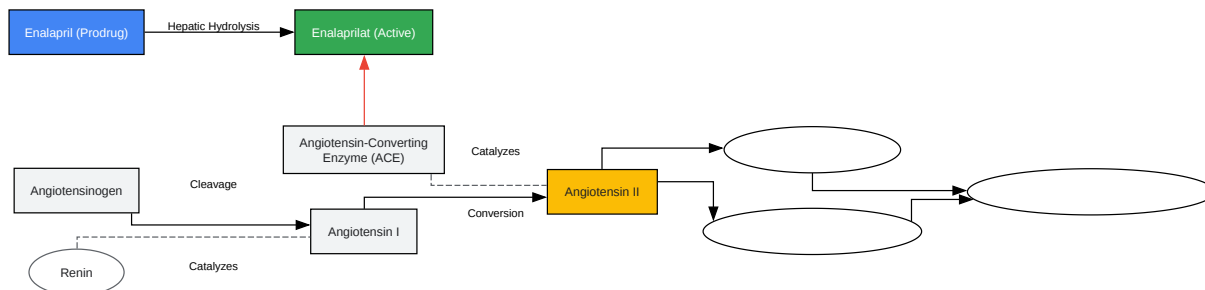 Enalapril (Prodrug)
Hepatic Hydrolysis
Enalaprilat (Active)
Angiotensin-Converting
Enzyme (ACE)
Catalyzes
Angiotensinogen
Cleavage
Angiotensin II
Conversion
Angiotensin I
Renin
Catalyzes